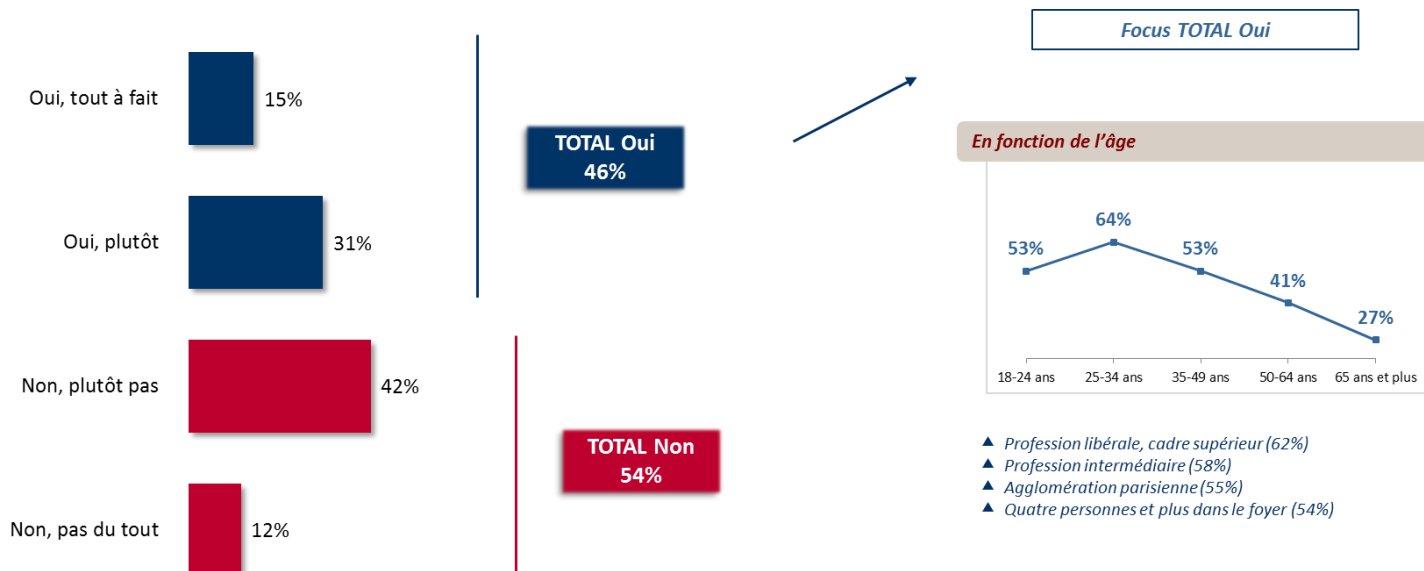 Oui, tout à fait
15%
Oui, plutôt
31%
Non, plutôt pas
42%
Non, pas du tout
12%
TOTAL Oui
46%
TOTAL Non
54%
Focus TOTAL Oui
En fonction de l’âge
53%
64%
53%
41%
27%
18-24 ans
25-34 ans
35-49 ans
50-64 ans
65 ans et plus
▲ Profession libérale, cadre supérieur (62%)
▲ Profession intermédiaire (58%)
▲ Agglomération parisienne (55%)
▲ Quatre personnes et plus dans le foyer (54%)